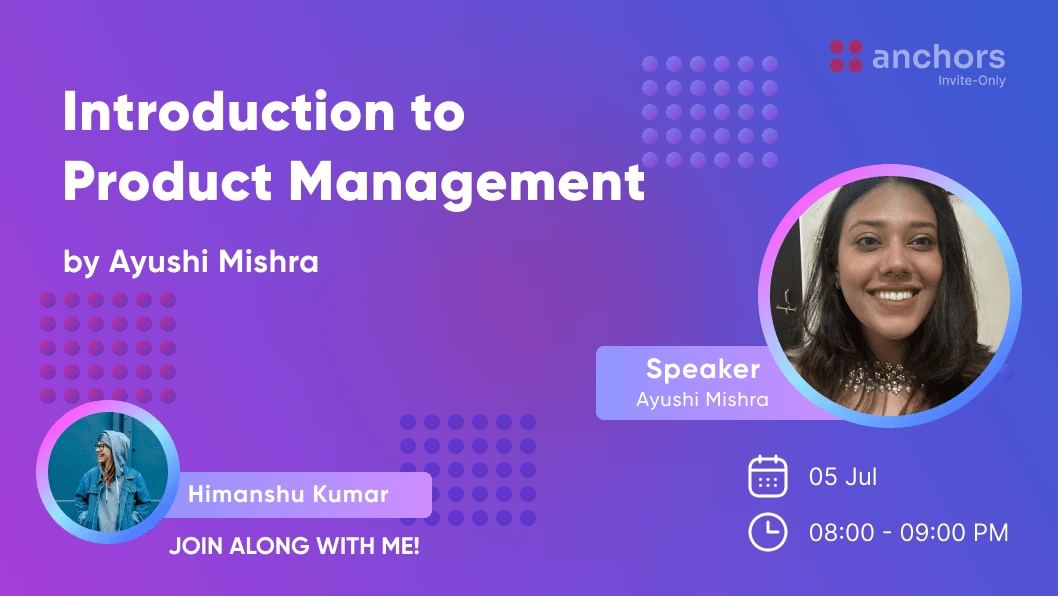 anchors
Invite-Only
Introduction to
Product Management
by Ayushi Mishra
Speaker
Ayushi Mishra
05 Jul
08:00 - 09:00 PM
Himanshu Kumar
JOIN ALONG WITH ME!